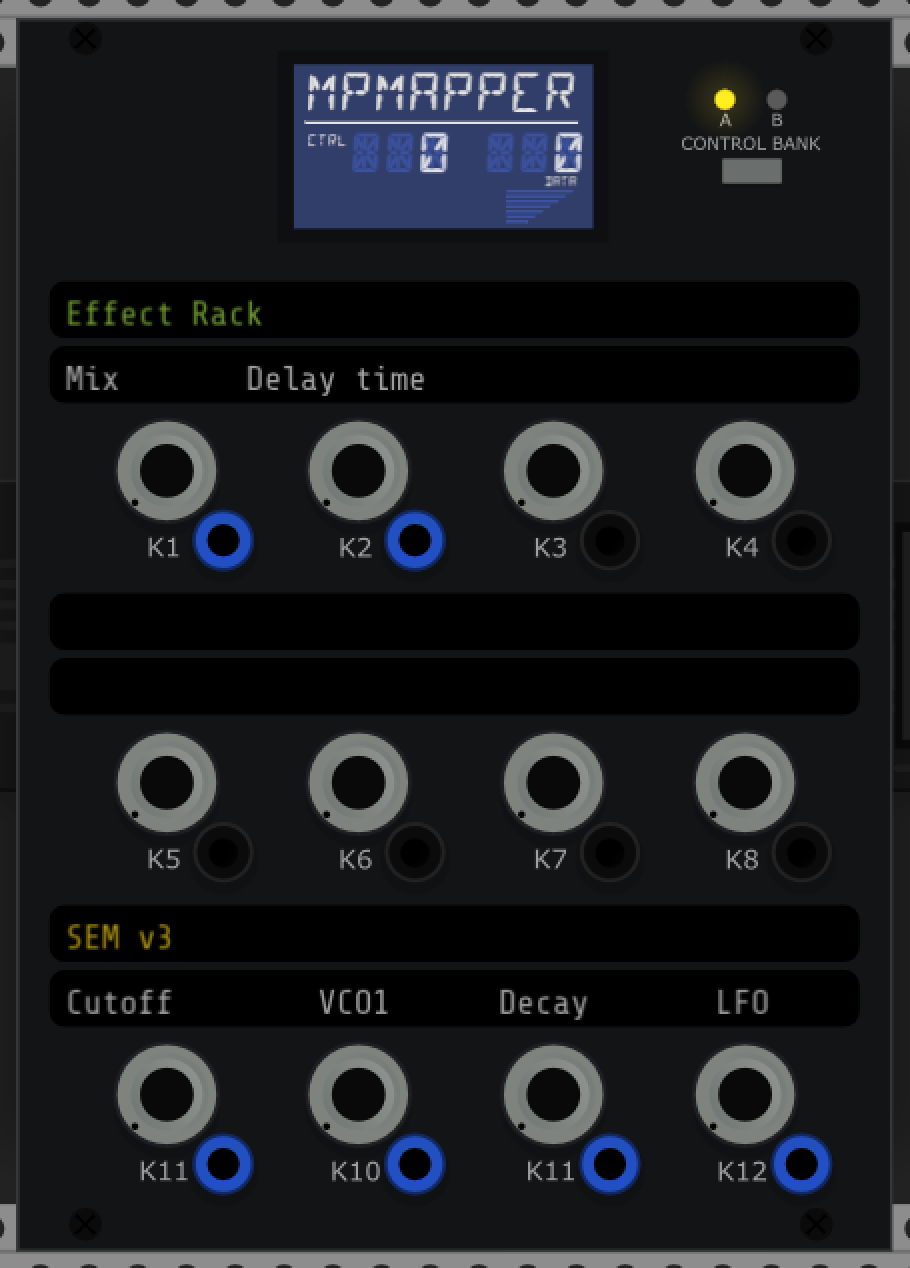 MPMAPPER
CTRL 0 0
DATA
A B
CONTROL BANK
Effect Rack
Mix Delay time
K1 K2 K3 K4
K5 K6 K7 K8
SEM v3
Cutoff VCO1 Decay LFO
K11 K10 K11 K12